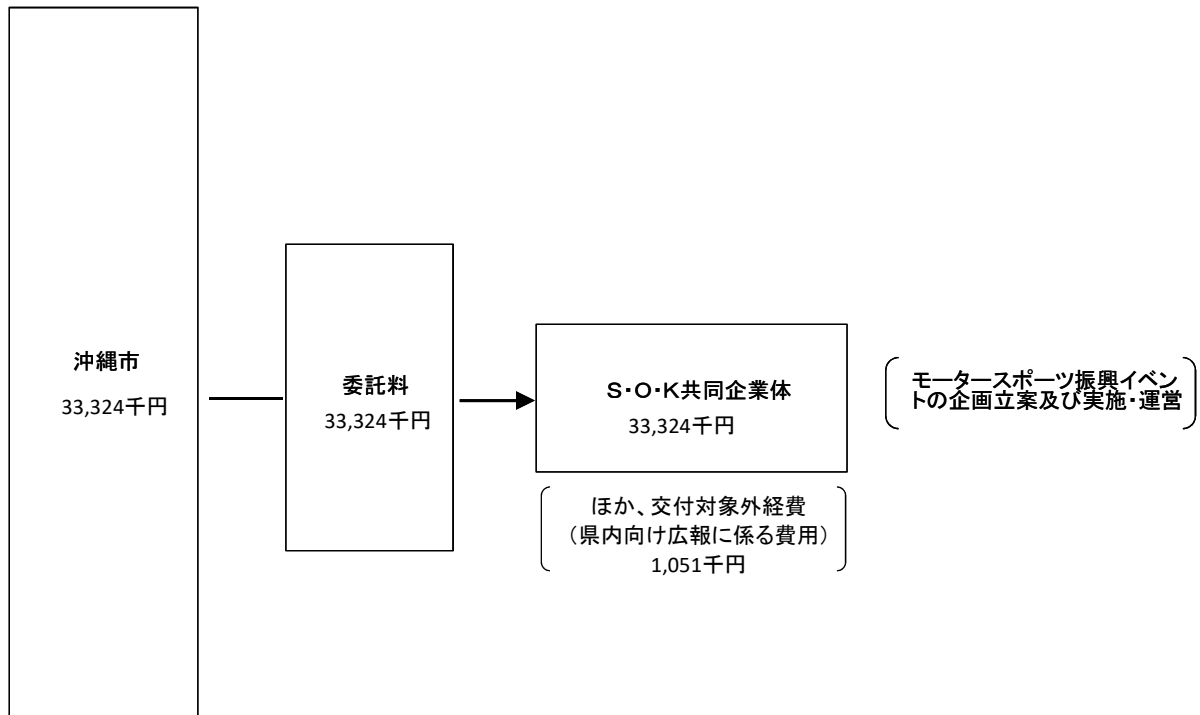 沖縄市
33,324千円
委託料
33,324千円
S・O・K共同企業体
33,324千円
ほか、交付対象外経費
（県内向け広報に係る費用）
1,051千円
モータースポーツ振興イベン
トの企画立案及び実施・運営